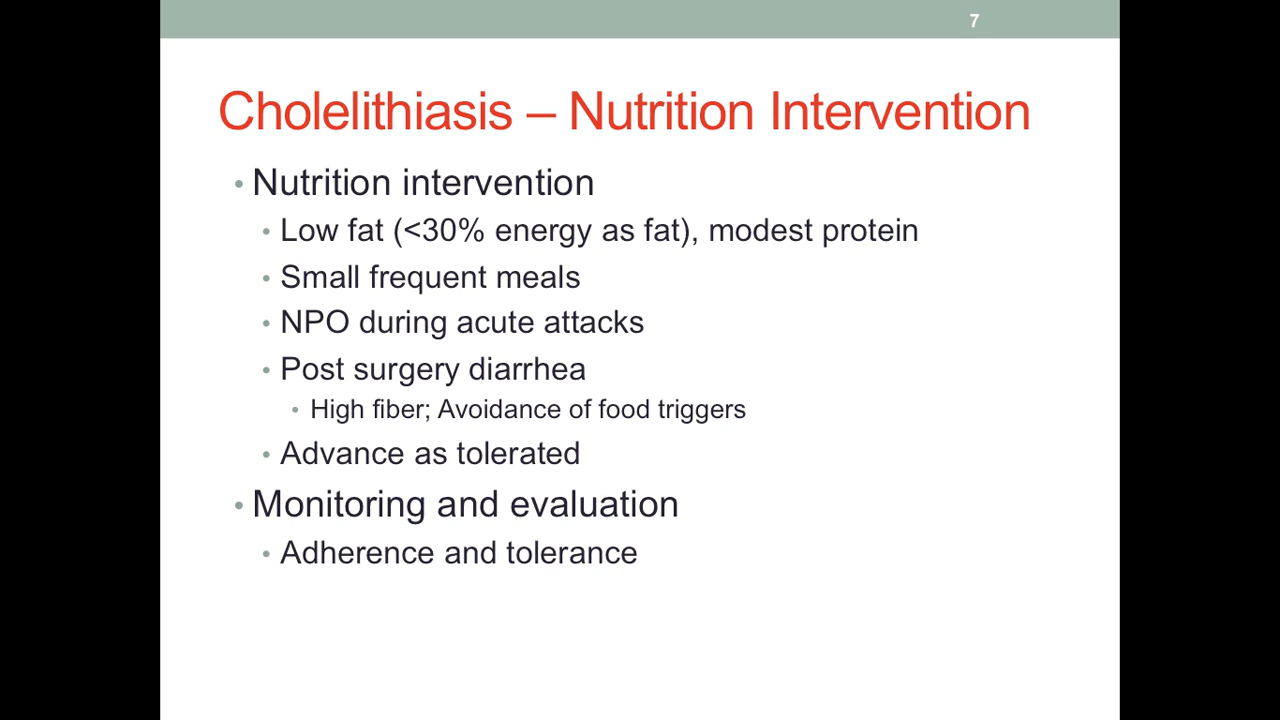 7
Cholelithiasis – Nutrition Intervention
• Nutrition intervention
• Low fat (<30% energy as fat), modest protein
• Small frequent meals
• NPO during acute attacks
• Post surgery diarrhea
• High fiber; Avoidance of food triggers
• Advance as tolerated
• Monitoring and evaluation
• Adherence and tolerance